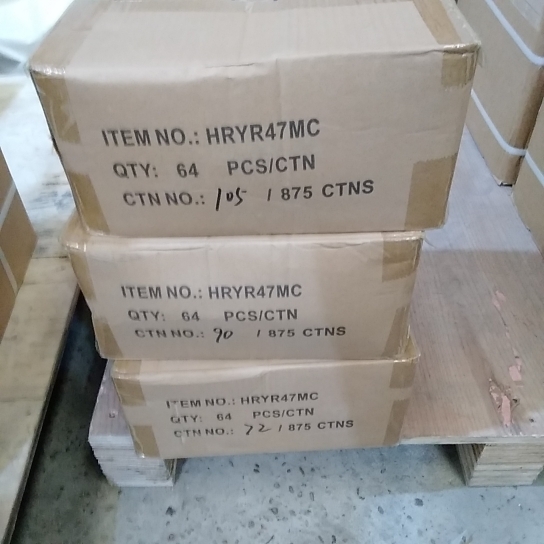 ITEM NO.: HRYR47MC
QTY: 64 PCS/CTN
CTN NO.: 105 / 875 CTNS
ITEM NO.: HRYR47MC
QTY: 64 PCS/CTN
CTN NO.: 90 / 875 CTNS
ITEM NO.: HRYR47MC
QTY: 64 PCS/CTN
CTN NO.: 72 / 875 CTNS